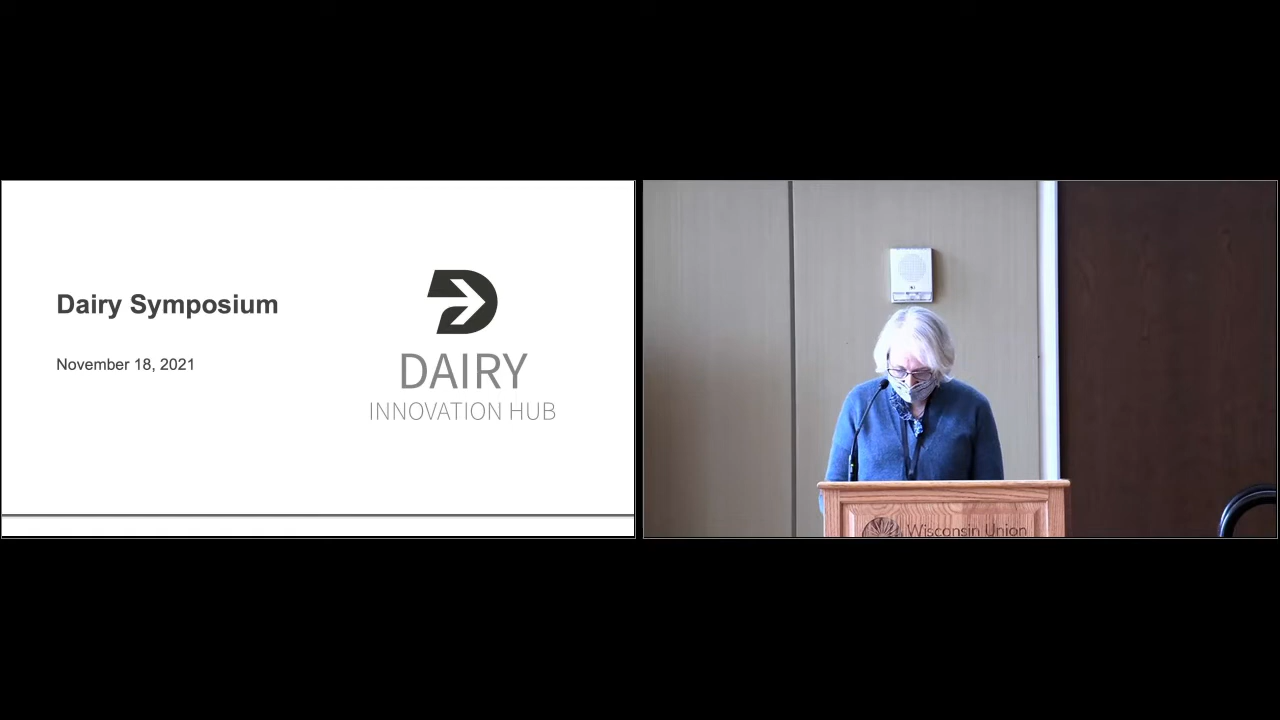 Dairy Symposium
November 18, 2021
DAIRY
INNOVATION HUB
Wisconsin Union